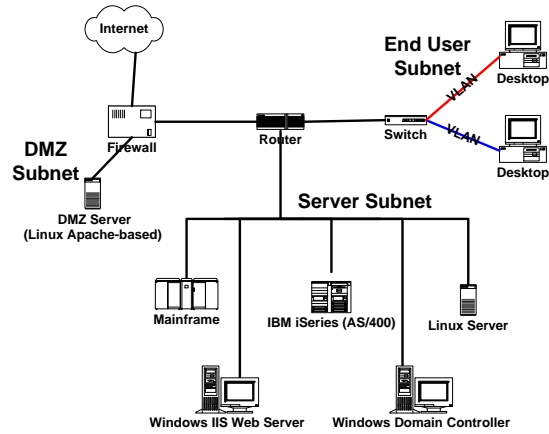 Internet
End User
Subnet
VLAN
Desktop
Firewall
Router
Switch
VLAN
Desktop
DMZ
Subnet
DMZ Server
(Linux Apache-based)
Server Subnet
Mainframe
IBM iSeries (AS/400)
Linux Server
Windows IIS Web Server
Windows Domain Controller